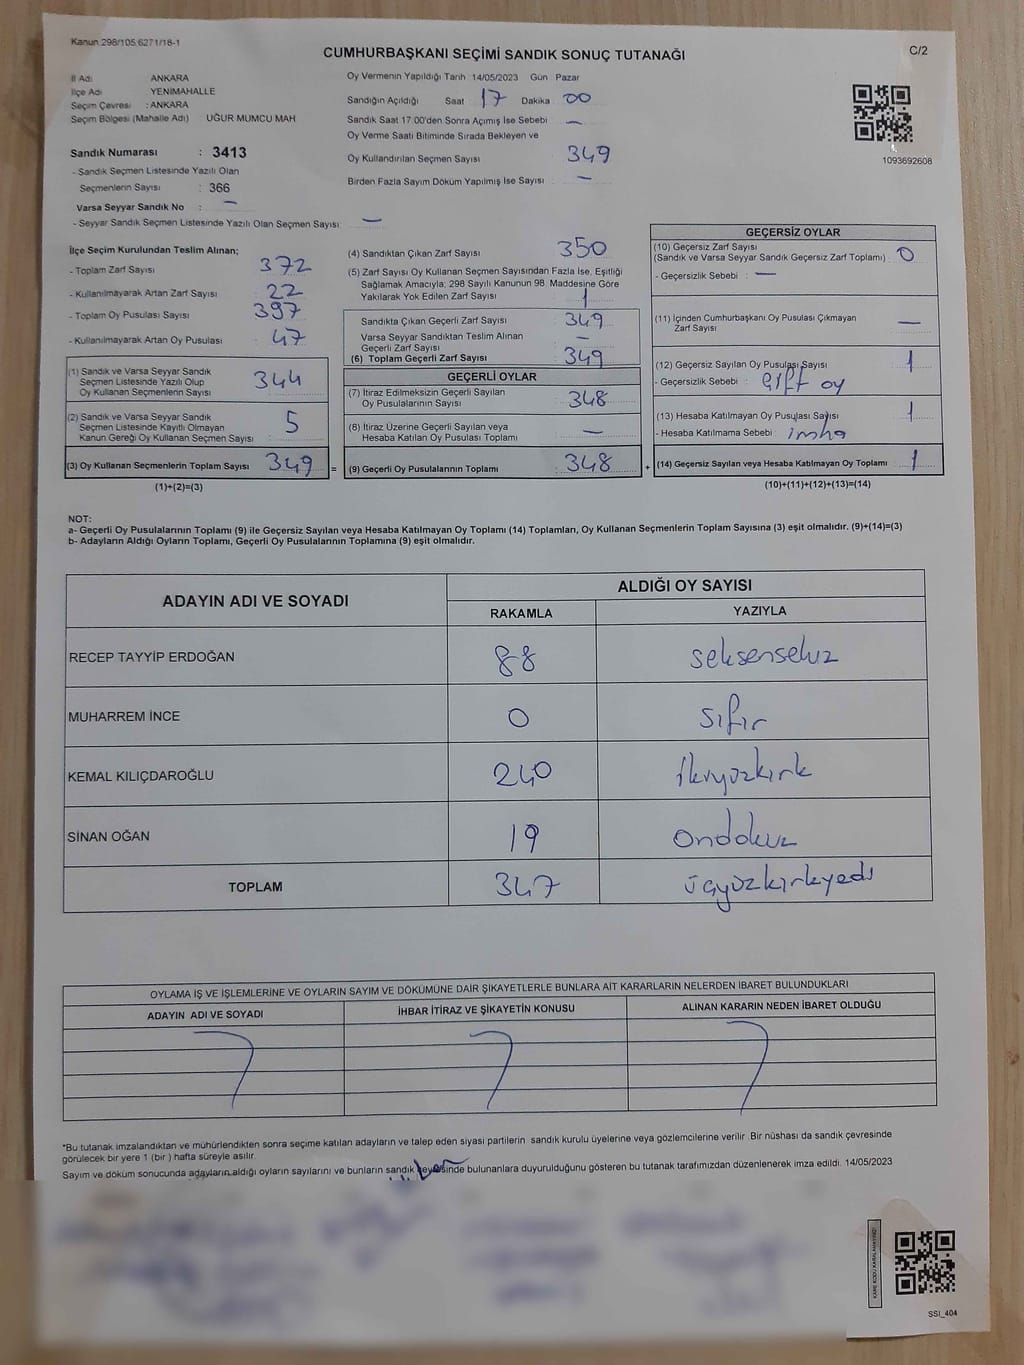 Kanun 298/105,6271/18-1
CUMHURBAŞKANI SEÇİMİ SANDIK SONUÇ TUTANAĞI
C/2
İl Adı ANKARA
İlçe Adı YENİMAHALLE
Seçim Çevresi : ANKARA
Seçim Bölgesi (Mahalle Adı) UĞUR MUMCU MAH
Sandık Numarası : 3413
- Sandık Seçmen Listesinde Yazılı Olan
Seçmenlerin Sayısı : 366
Varsa Seyyar Sandık No : –
- Seyyar Sandık Seçmen Listesinde Yazılı Olan Seçmen Sayısı –
Oy Vermenin Yapıldığı Tarih 14/05/2023 Gün Pazar
Sandığın Açıldığı Saat 17 Dakika 00
Sandık Saat 17:00'den Sonra Açımış İse Sebebi –
Oy Verme Saati Bitiminde Sırada Bekleyen ve
Oy Kullandırılan Seçmen Sayısı 349
Birden Fazla Sayım Döküm Yapılmış İse Sayısı –
1093692608
İlçe Seçim Kurulundan Teslim Alınan;
- Toplam Zarf Sayısı 372
- Kullanılmayarak Artan Zarf Sayısı 22
- Toplam Oy Pusulası Sayısı 397
- Kullanılmayarak Artan Oy Pusulası 47
(1) Sandık ve Varsa Seyyar Sandık
Seçmen Listesinde Yazılı Olup
Oy Kullanan Seçmenlerin Sayısı 344
(2) Sandık ve Varsa Seyyar Sandık
Seçmen Listesinde Kayıtlı Olmayan
Kanun Gereği Oy Kullanan Seçmen Sayısı 5
(3) Oy Kullanan Seçmenlerin Toplam Sayısı 349 =
(1)+(2)=(3)
(4) Sandıktan Çıkan Zarf Sayısı 350
(5) Zarf Sayısı Oy Kullanan Seçmen Sayısından Fazla İse, Eşitliği
Sağlamak Amacıyla; 298 Sayılı Kanunun 98. Maddesine Göre
Yakılarak Yok Edilen Zarf Sayısı 1
Sandıkta Çıkan Geçerli Zarf Sayısı 349
Varsa Seyyar Sandıktan Teslim Alınan
Geçerli Zarf Sayısı –
(6) Toplam Geçerli Zarf Sayısı 349
GEÇERLİ OYLAR
(7) İtiraz Edilmeksizin Geçerli Sayılan
Oy Pusulalarının Sayısı 348
(8) İtiraz Üzerine Geçerli Sayılan veya
Hesaba Katılan Oy Pusulası Toplamı –
(9) Geçerli Oy Pusulalarının Toplamı 348 +
GEÇERSİZ OYLAR
(10) Geçersiz Zarf Sayısı
(Sandık ve Varsa Seyyar Sandık Geçersiz Zarf Toplamı) 0
- Geçersizlik Sebebi : –
(11) İçinden Cumhurbaşkanı Oy Pusulası Çıkmayan
Zarf Sayısı –
(12) Geçersiz Sayılan Oy Pusulası Sayısı 1
- Geçersizlik Sebebi : Çift oy
(13) Hesaba Katılmayan Oy Pusulası Sayısı 1
- Hesaba Katılmama Sebebi : imha
(14) Geçersiz Sayılan veya Hesaba Katılmayan Oy Toplamı 1
(10)+(11)+(12)+(13)=(14)
NOT:
a- Geçerli Oy Pusulalarının Toplamı (9) ile Geçersiz Sayılan veya Hesaba Katılmayan Oy Toplamı (14) Toplamları, Oy Kullanan Seçmenlerin Toplam Sayısına (3) eşit olmalıdır. (9)+(14)=(3)
b- Adayların Aldığı Oyların Toplamı, Geçerli Oy Pusulalarının Toplamına (9) eşit olmalıdır.
ADAYIN ADI VE SOYADI
ALDIĞI OY SAYISI
RAKAMLA YAZIYLA
RECEP TAYYİP ERDOĞAN 88 seksensekiz
MUHARREM İNCE 0 sıfır
KEMAL KILIÇDAROĞLU 240 ikiyüzkırk
SİNAN OĞAN 19 ondokuz
TOPLAM 347 üçyüzkırkyedi
OYLAMA İŞ VE İŞLEMLERİNE VE OYLARIN SAYIM VE DÖKÜMÜNE DAİR ŞİKAYETLERLE BUNLARA AİT KARARLARIN NELERDEN İBARET BULUNDUKLARI
ADAYIN ADI VE SOYADI İHBAR İTİRAZ VE ŞİKAYETİN KONUSU ALINAN KARARIN NEDEN İBARET OLDUĞU
*Bu tutanak imzalandıktan ve mühürlendikten sonra seçime katılan adayların ve talep eden siyasi partilerin sandık kurulu üyelerine veya gözlemcilerine verilir. Bir nüshası da sandık çevresinde
görülecek bir yere 1 (bir) hafta süreyle asılır.
Sayım ve döküm sonucunda adayların aldığı oyların sayılarını ve bunların sandık çevresinde bulunanlara duyurulduğunu gösteren bu tutanak tarafımızdan düzenlenerek imza edildi. 14/05/2023
SSI_404